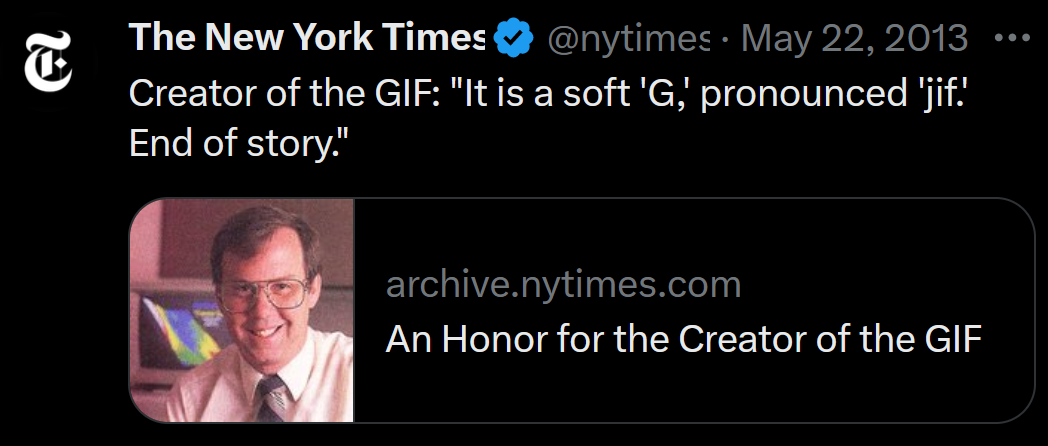 The New York Times @nytimes · May 22, 2013
Creator of the GIF: "It is a soft 'G,' pronounced 'jif.'
End of story."
archive.nytimes.com
An Honor for the Creator of the GIF